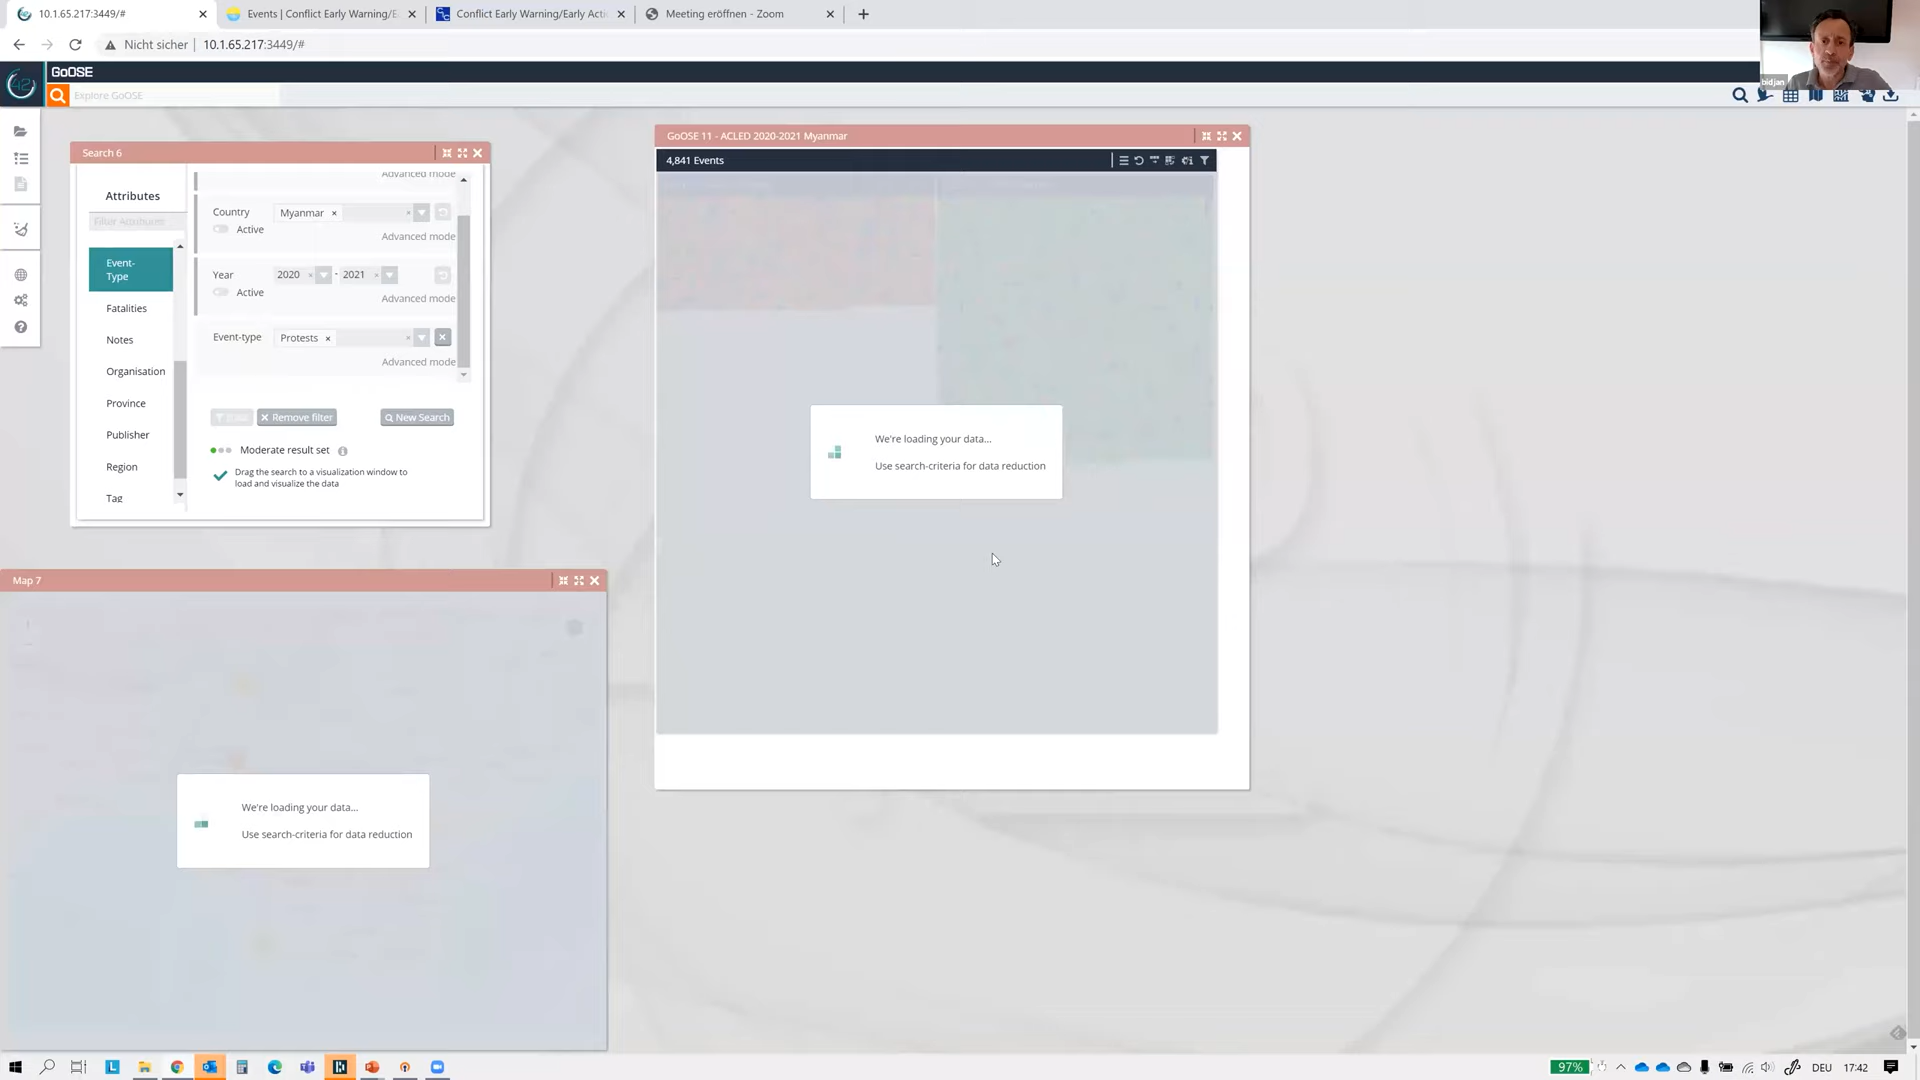 10.1.65.217:3449/#
Events | Conflict Early Warning/E
Conflict Early Warning/Early Acti
Meeting eröffnen - Zoom
Nicht sicher
10.1.65.217:3449/#
GoOSE
Explore GoOSE
bidjan
Search 6
Attributes
Filter Attributes
Event-
Type
Fatalities
Notes
Organisation
Province
Publisher
Region
Tag
Advanced mode
Country
Myanmar ×
Active
Advanced mode
Year
2020
-
2021
Active
Advanced mode
Event-type
Protests ×
Advanced mode
Remove filter
New Search
Moderate result set
Drag the search to a visualization window to
load and visualize the data
GoOSE 11 - ACLED 2020-2021 Myanmar
4,841 Events
We're loading your data...
Use search-criteria for data reduction
Map 7
We're loading your data...
Use search-criteria for data reduction
97%
DEU
17:42